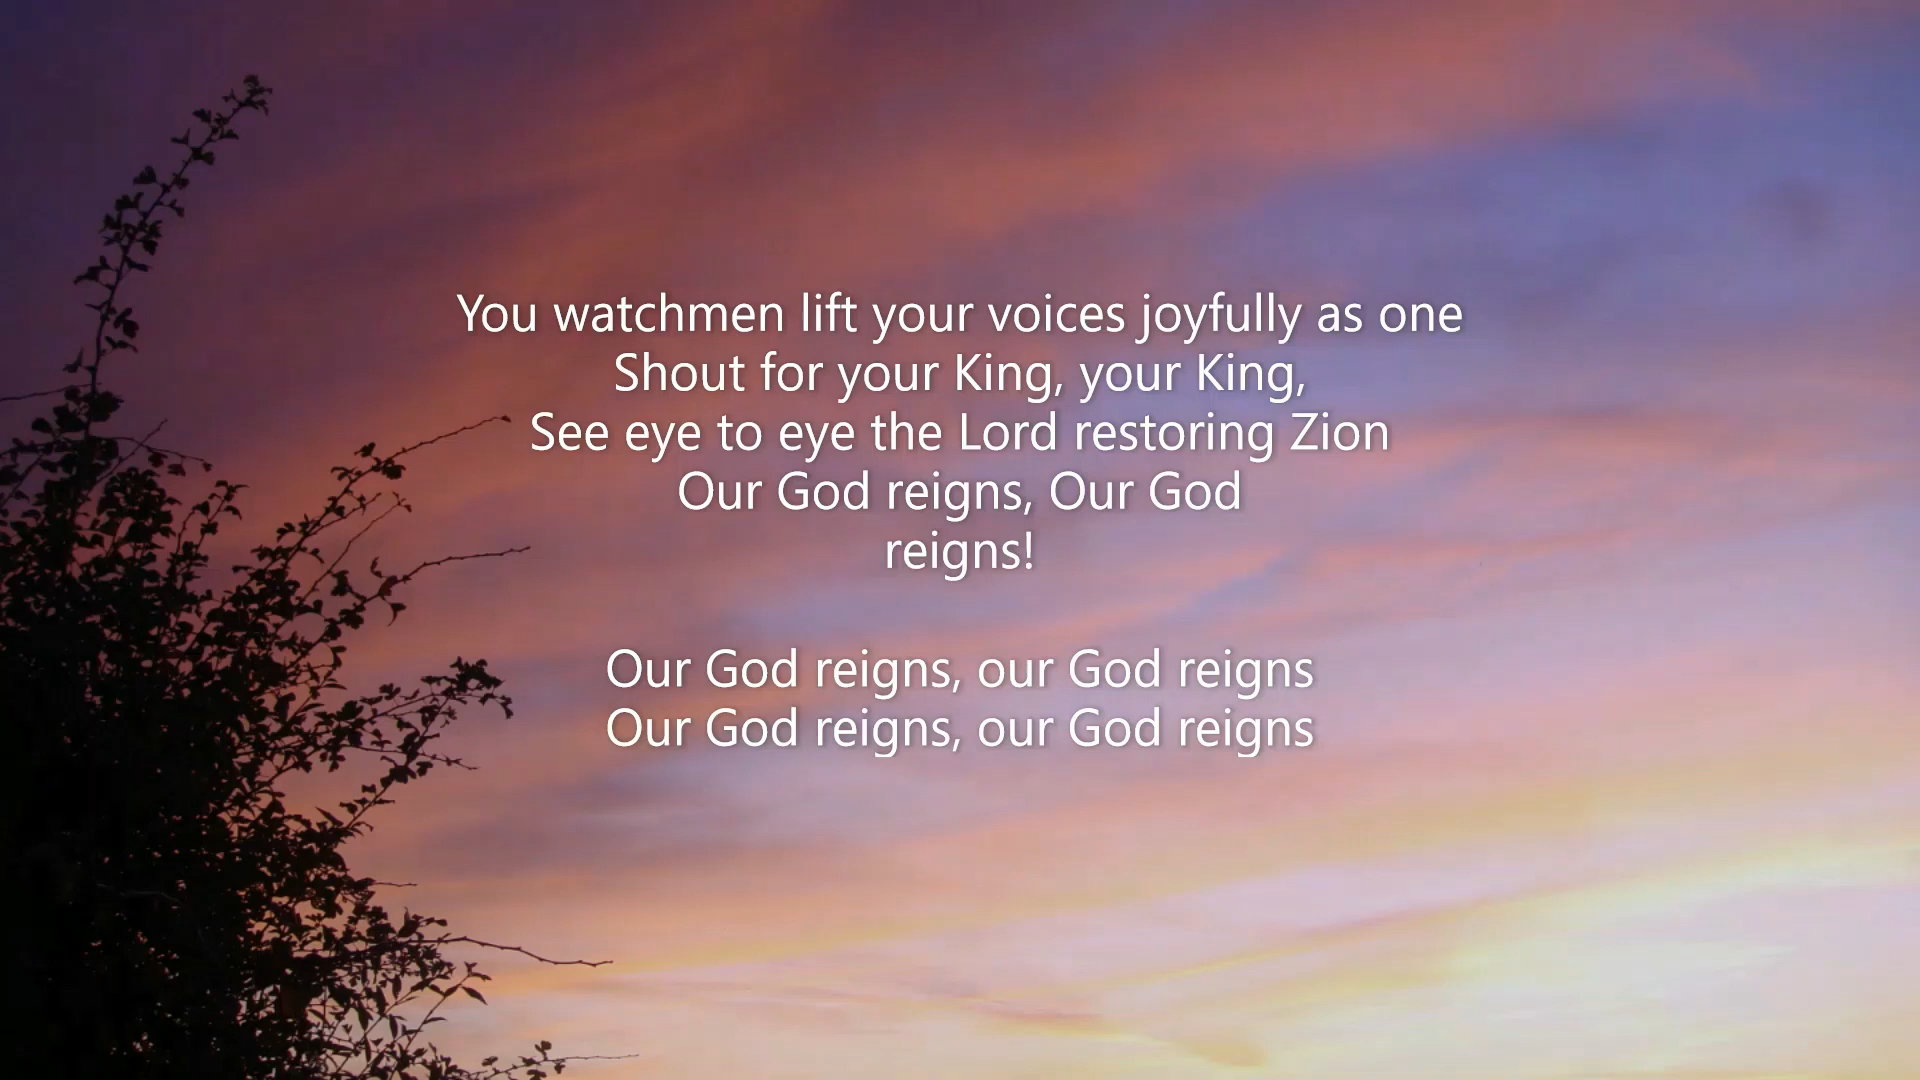 You watchmen lift your voices joyfully as one
Shout for your King, your King,
See eye to eye the Lord restoring Zion
Our God reigns, Our God
reigns!
Our God reigns, our God reigns
Our God reigns, our God reigns